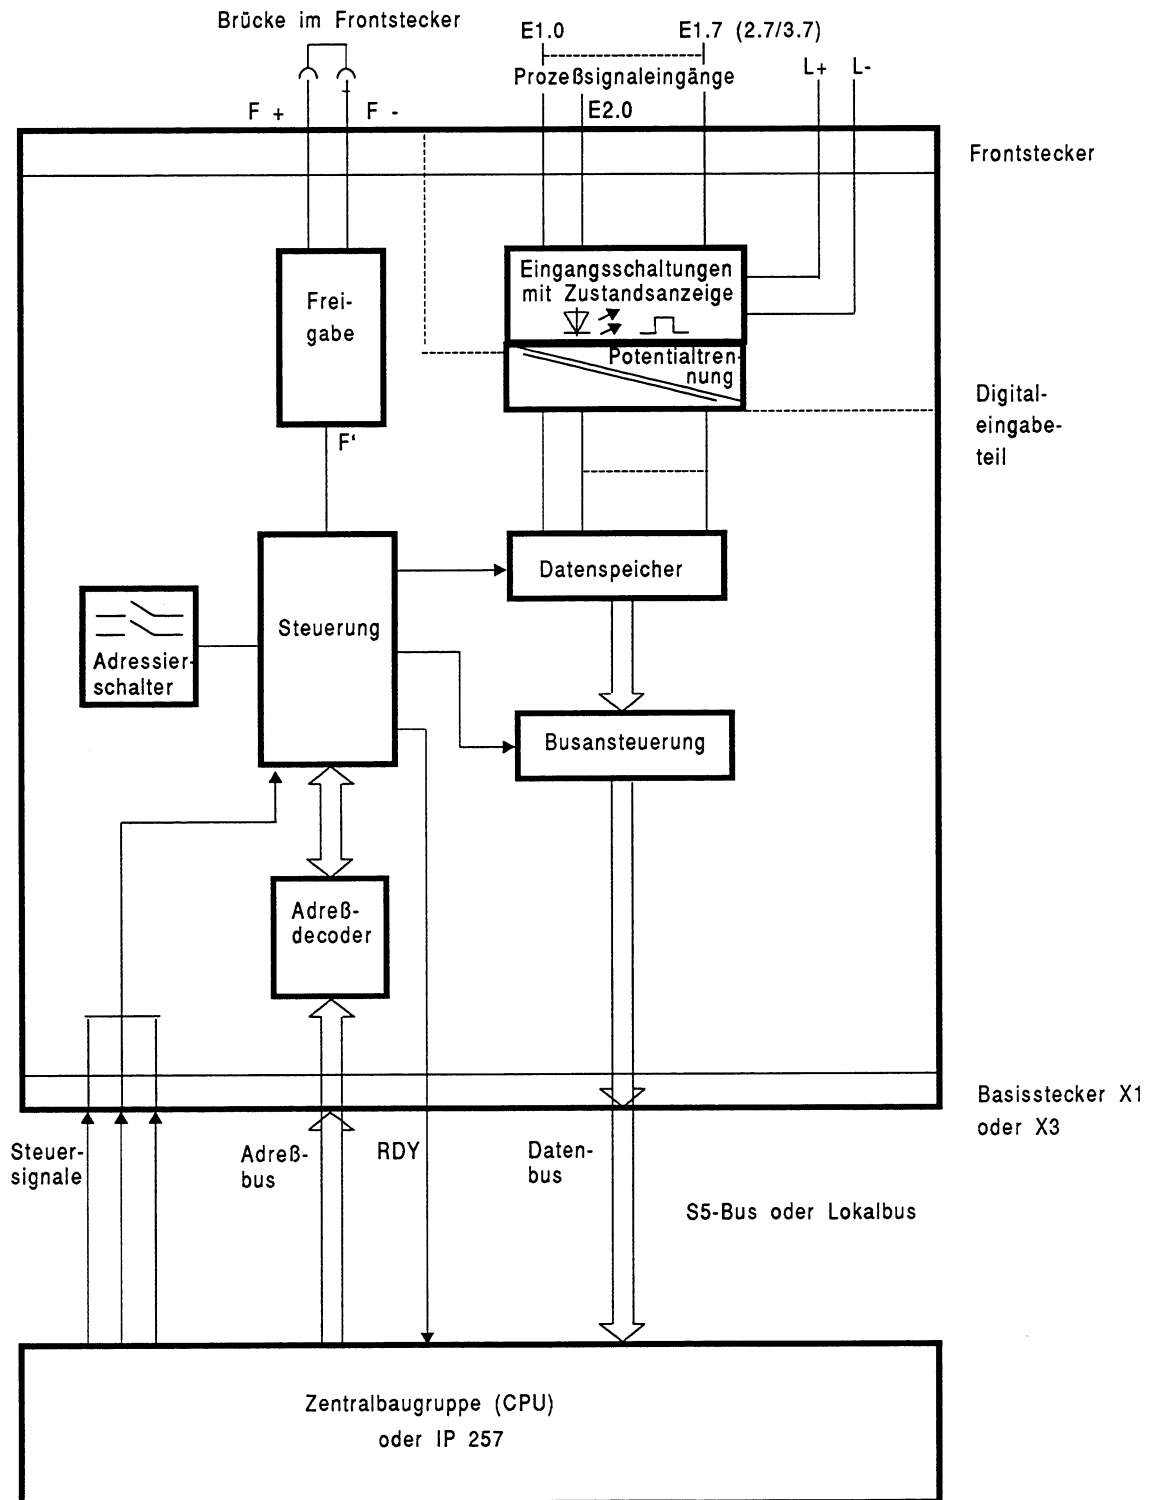 Brücke im Frontstecker
E1.0
E1.7 (2.7/3.7)
Prozeßsignaleingänge
L+
L-
F +
F -
E2.0
Frontstecker
Eingangsschaltungen
mit Zustandsanzeige
Frei-
gabe
Potentialtren-
nung
Digital-
eingabe-
teil
F‘
Datenspeicher
Steuerung
Adressier-
schalter
Busansteuerung
Adreß-
decoder
Basisstecker X1
oder X3
Steuer-
signale
Adreß-
bus
RDY
Daten-
bus
S5-Bus oder Lokalbus
Zentralbaugruppe (CPU)
oder IP 257